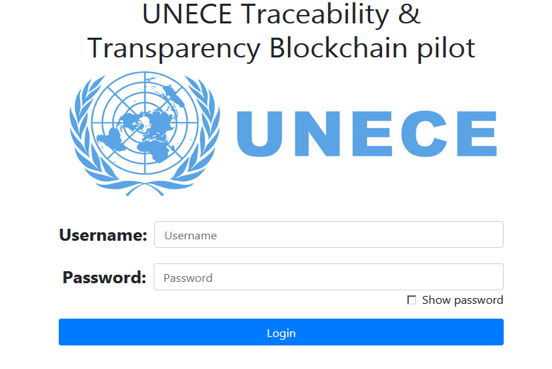 UNECE Traceability &
Transparency Blockchain pilot
UNECE
Username: Username
Password: Password
Show password
Login